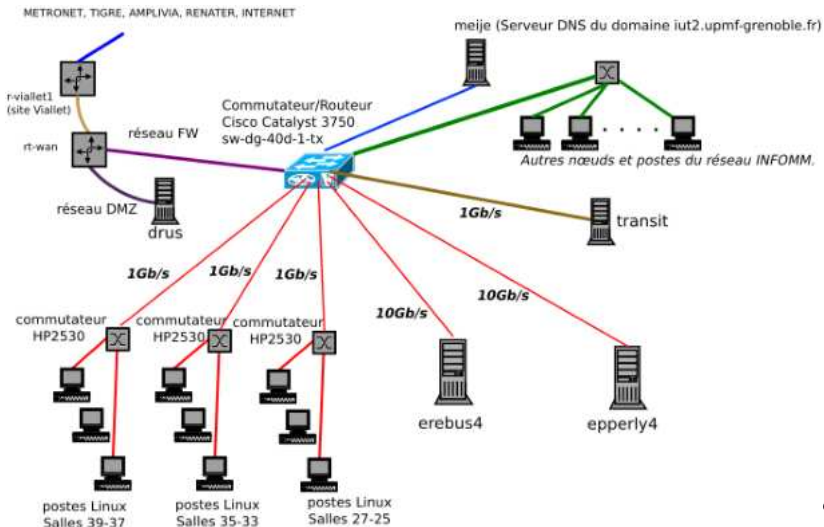 METRONET, TIGRE, AMPLIVIA, RENATER, INTERNET
meije (Serveur DNS du domaine iut2.upmf-grenoble.fr)
r-viallet1
(site Viallet)
Commutateur/Routeur
Cisco Catalyst 3750
sw-dg-40d-1-tx
réseau FW
rt-wan
Autres nœuds et postes du réseau INFOMM.
réseau DMZ
drus
1Gb/s
transit
1Gb/s
1Gb/s
1Gb/s
10Gb/s
10Gb/s
commutateur
HP2530
commutateur
HP2530
commutateur
HP2530
erebus4
epperly4
postes Linux
Salles 39-37
postes Linux
Salles 35-33
postes Linux
Salles 27-25